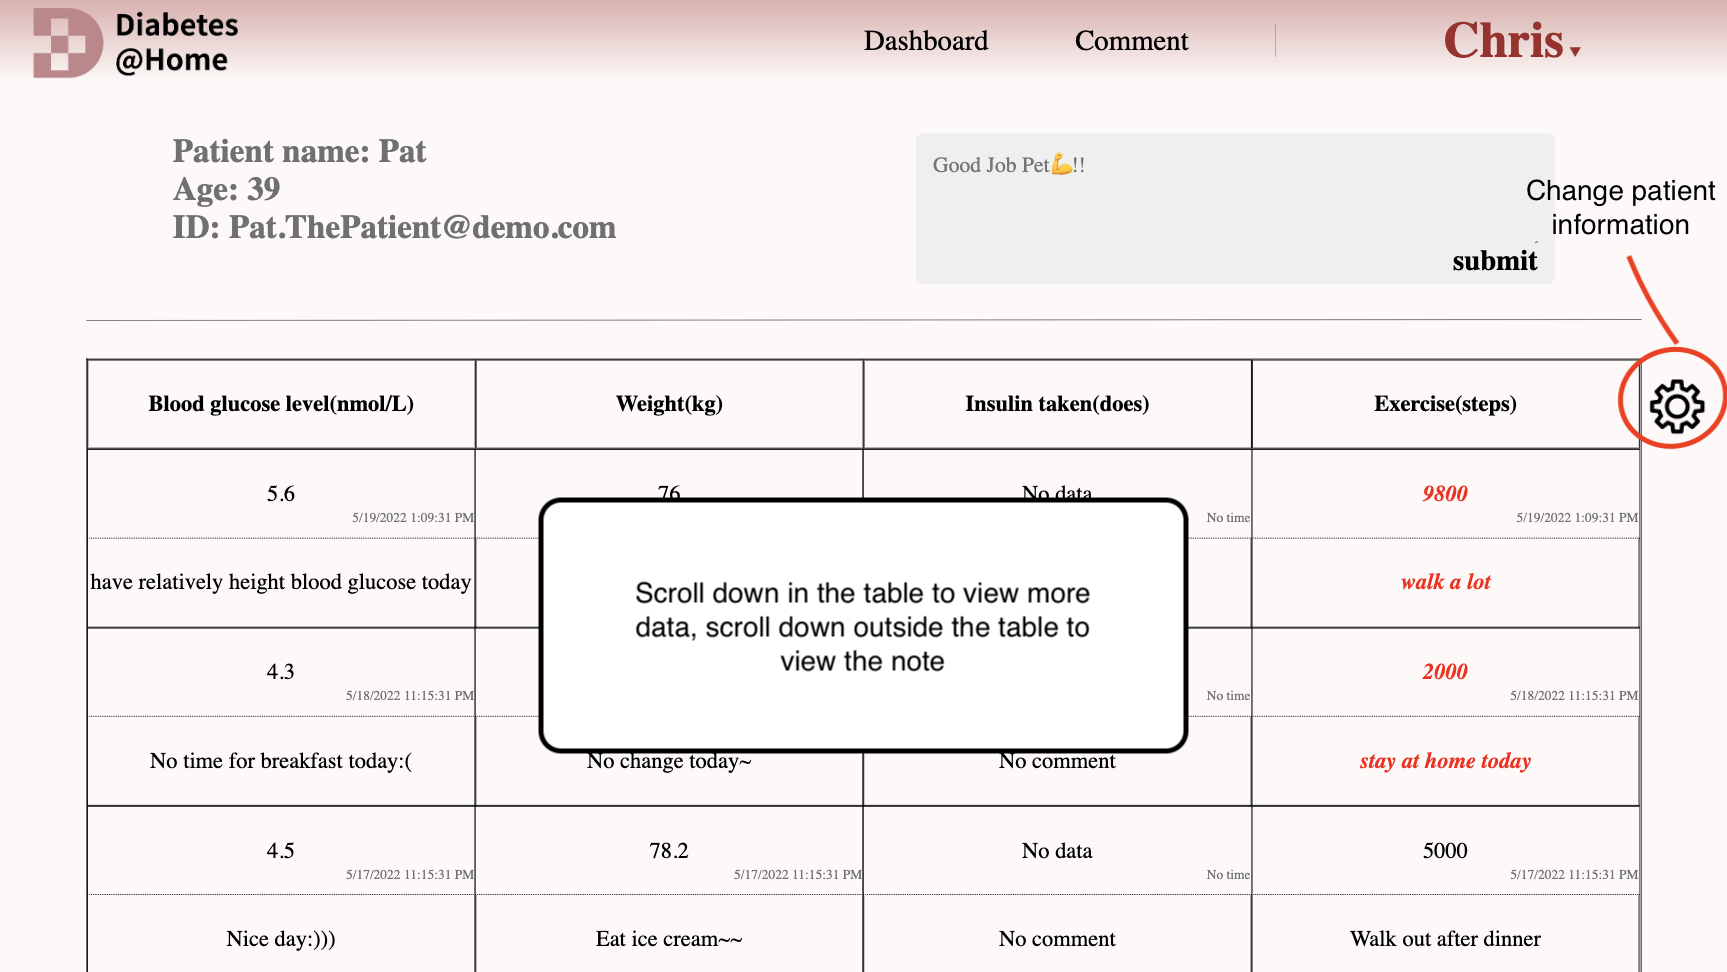 Diabetes
@Home
Dashboard
Comment
Chris
Patient name: Pat
Age: 39
ID: Pat.ThePatient@demo.com
Good Job Pet💪!!
submit
Change patient
information
Blood glucose level(nmol/L)
Weight(kg)
Insulin taken(does)
Exercise(steps)
5.6
5/19/2022 1:09:31 PM
76
No data
No time
9800
5/19/2022 1:09:31 PM
have relatively height blood glucose today
walk a lot
Scroll down in the table to view more
data, scroll down outside the table to
view the note
4.3
5/18/2022 11:15:31 PM
No time
2000
5/18/2022 11:15:31 PM
No time for breakfast today:(
No change today~
No comment
stay at home today
4.5
5/17/2022 11:15:31 PM
78.2
5/17/2022 11:15:31 PM
No data
No time
5000
5/17/2022 11:15:31 PM
Nice day:)))
Eat ice cream~~
No comment
Walk out after dinner